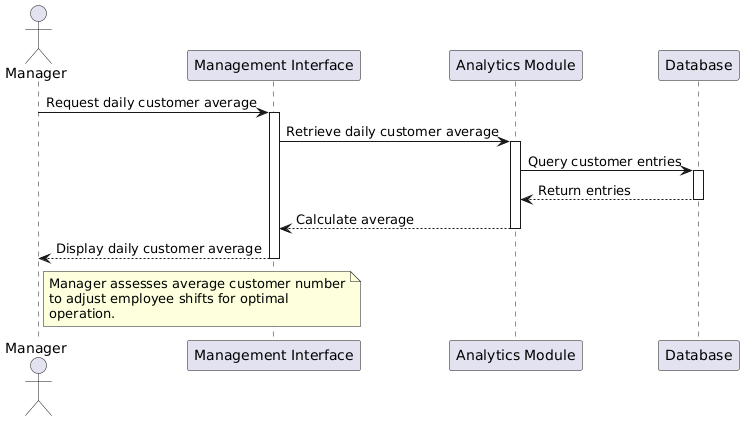 Manager
Management Interface
Analytics Module
Database
Request daily customer average
Retrieve daily customer average
Query customer entries
Return entries
Calculate average
Display daily customer average
Manager assesses average customer number
to adjust employee shifts for optimal
operation.
Manager
Management Interface
Analytics Module
Database